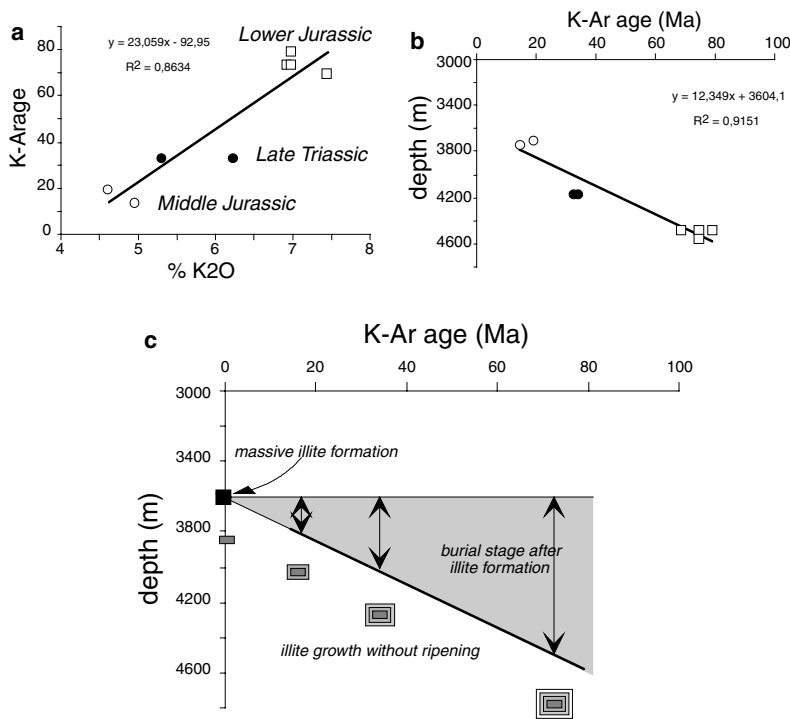 a
Lower Jurassic
y = 23,059x - 92,95
R2 = 0,8634
80
60
40
20
0
K-Arage
Late Triassic
Middle Jurassic
4 5 6 7 8
% K2O
b
K-Ar age (Ma)
0 20 40 60 80 100
3000
3400
3800
4200
4600
depth (m)
y = 12,349x + 3604,1
R2 = 0,9151
c
K-Ar age (Ma)
0 20 40 60 80 100
3000
3400
3800
4200
4600
depth (m)
massive illite formation
burial stage after
illite formation
illite growth without ripening